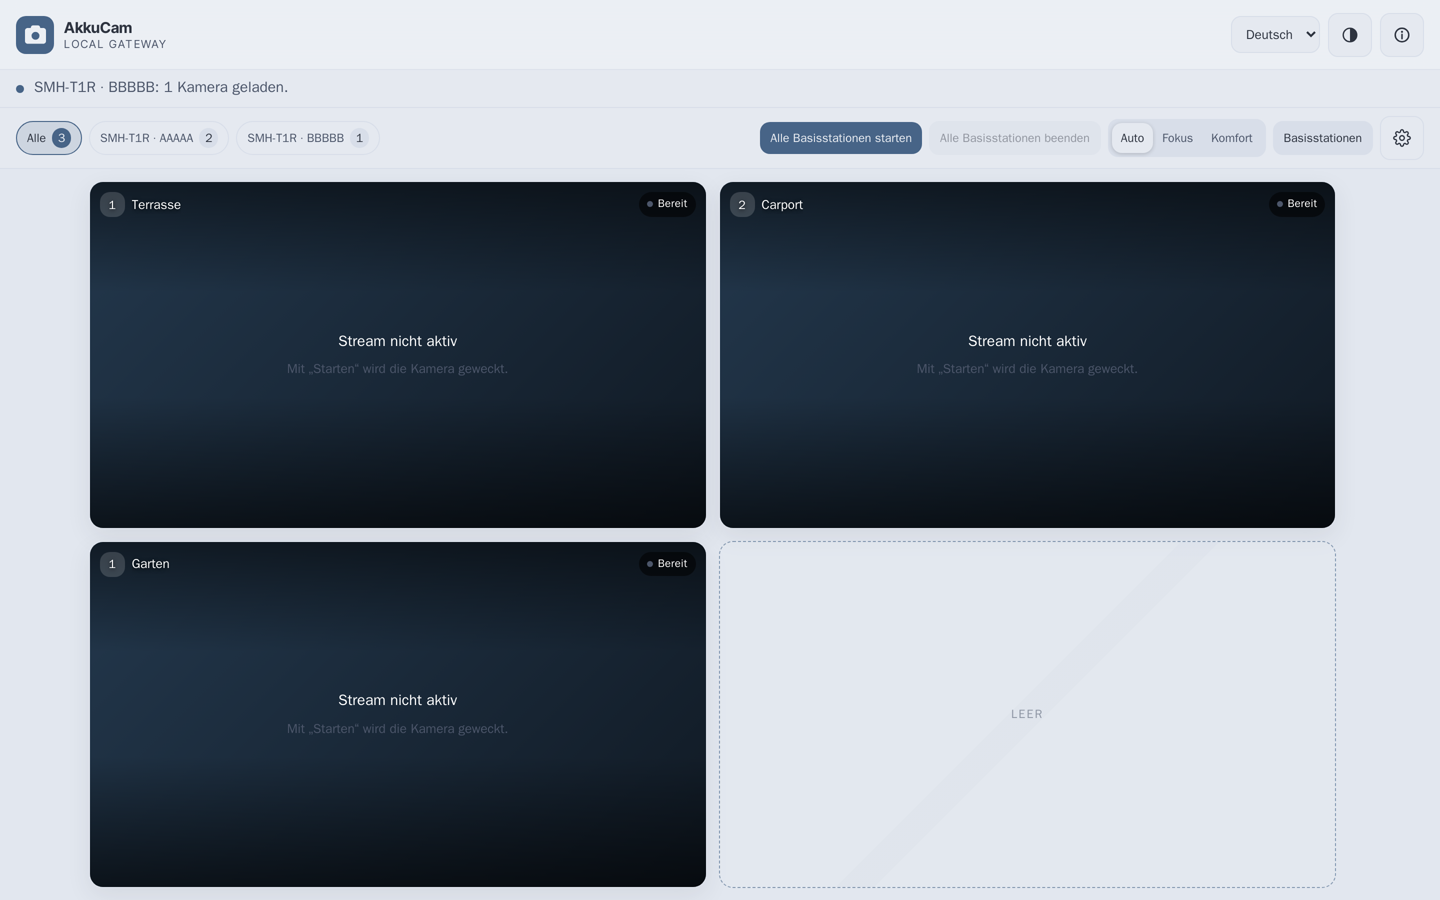 AkkuCam
LOCAL GATEWAY
Deutsch
SMH-T1R · BBBBB: 1 Kamera geladen.
Alle 3
SMH-T1R · AAAAA 2
SMH-T1R · BBBBB 1
Alle Basisstationen starten
Alle Basisstationen beenden
Auto
Fokus
Komfort
Basisstationen
1 Terrasse
Bereit
Stream nicht aktiv
Mit „Starten“ wird die Kamera geweckt.
2 Carport
Bereit
Stream nicht aktiv
Mit „Starten“ wird die Kamera geweckt.
1 Garten
Bereit
Stream nicht aktiv
Mit „Starten“ wird die Kamera geweckt.
LEER